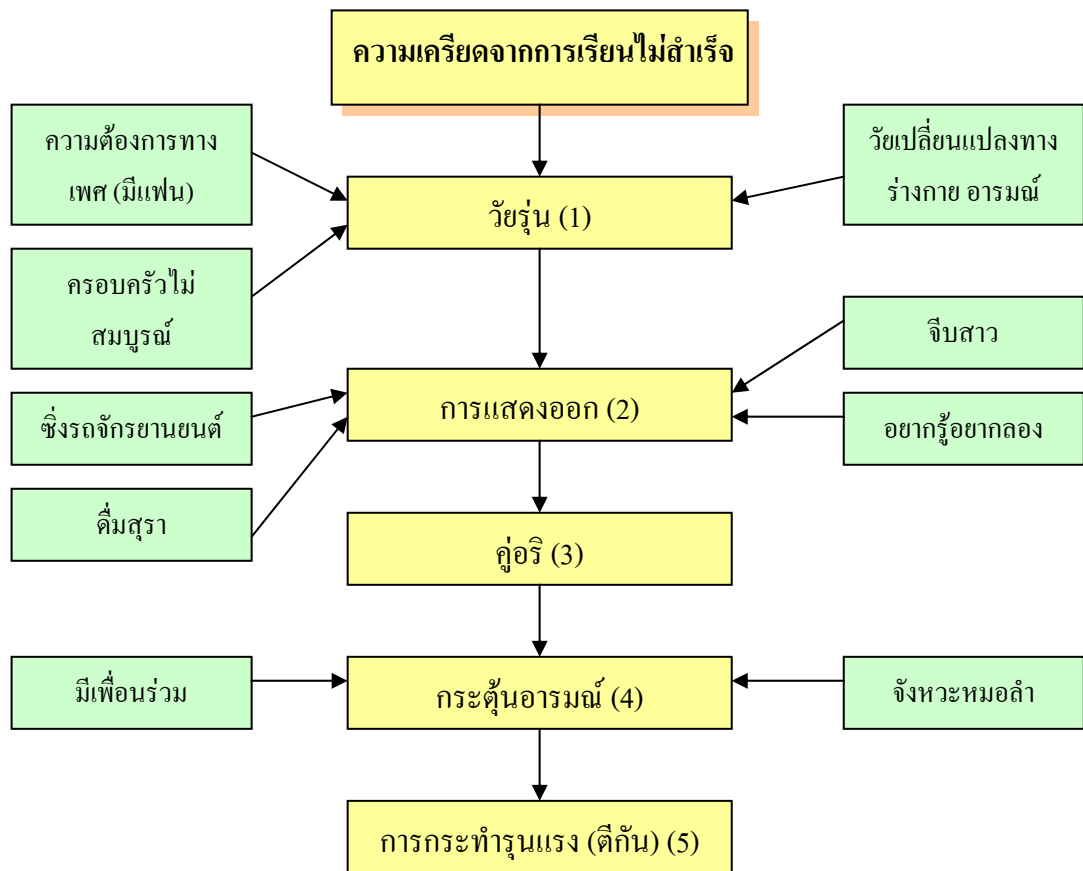 ความเครียดจากการเรียนไม่สำเร็จ
ความต้องการทาง
เพศ (มีแฟน)
วัยเปลี่ยนแปลงทาง
ร่างกาย อารมณ์
วัยรุ่น (1)
ครอบครัวไม่
สมบูรณ์
จีบสาว
การแสดงออก (2)
ซิ่งรถจักรยานยนต์
อยากรู้อยากลอง
ดื่มสุรา
คู่อริ (3)
มีเพื่อนร่วม
กระตุ้นอารมณ์ (4)
จังหวะหมอลำ
การกระทำรุนแรง (ตีกัน) (5)